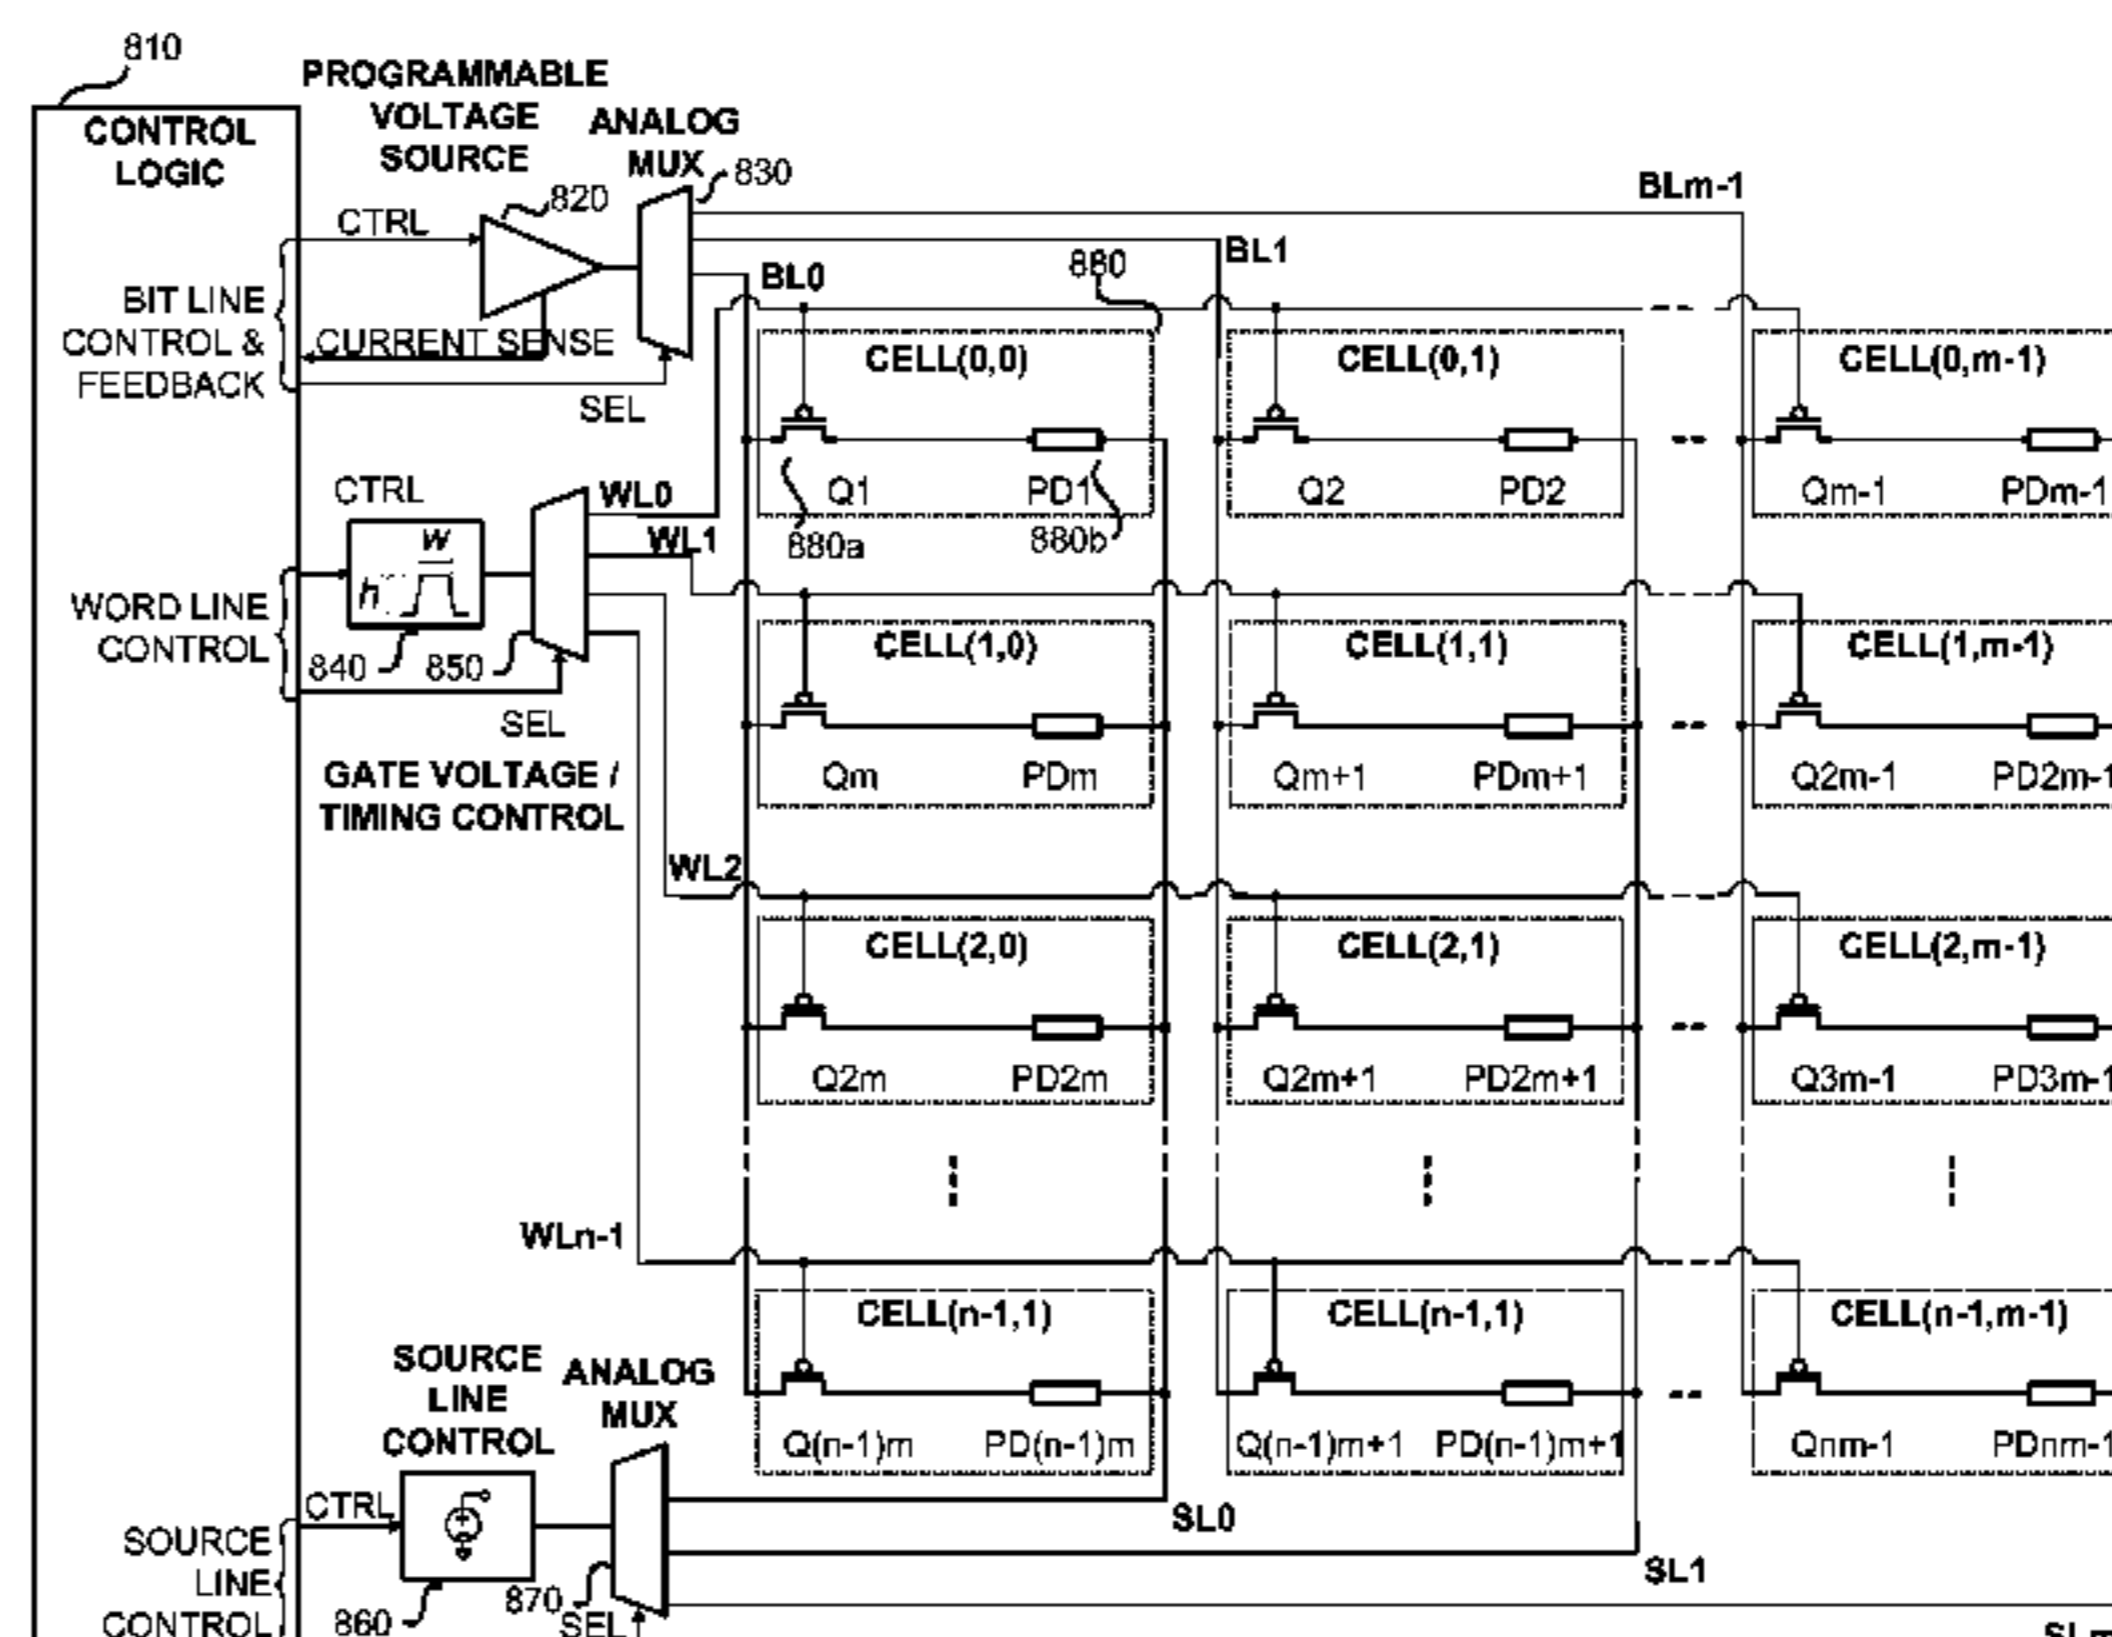 810
CONTROL
LOGIC
PROGRAMMABLE
VOLTAGE
SOURCE
ANALOG
MUX
830
820
CTRL
BIT LINE
CONTROL &
FEEDBACK
CURRENT SENSE
SEL
BLm-1
BL1
BL0
880
CELL(0,0)
CELL(0,1)
CELL(0,m-1)
Q1
PD1
Q2
PD2
Qm-1
PDm-1
880a
880b
CTRL
WL0
WL1
w
h
WORD LINE
CONTROL
840
850
SEL
GATE VOLTAGE /
TIMING CONTROL
CELL(1,0)
CELL(1,1)
CELL(1,m-1)
Qm
PDm
Qm+1
PDm+1
Q2m-1
PD2m-1
WL2
CELL(2,0)
CELL(2,1)
CELL(2,m-1)
Q2m
PD2m
Q2m+1
PD2m+1
Q3m-1
PD3m-1
WLn-1
CELL(n-1,1)
CELL(n-1,1)
CELL(n-1,m-1)
Q(n-1)m
PD(n-1)m
Q(n-1)m+1
PD(n-1)m+1
Qnm-1
PDnm-1
SOURCE
LINE
CONTROL
ANALOG
MUX
CTRL
SOURCE
LINE
CONTROL
860
870
SEL
SL0
SL1